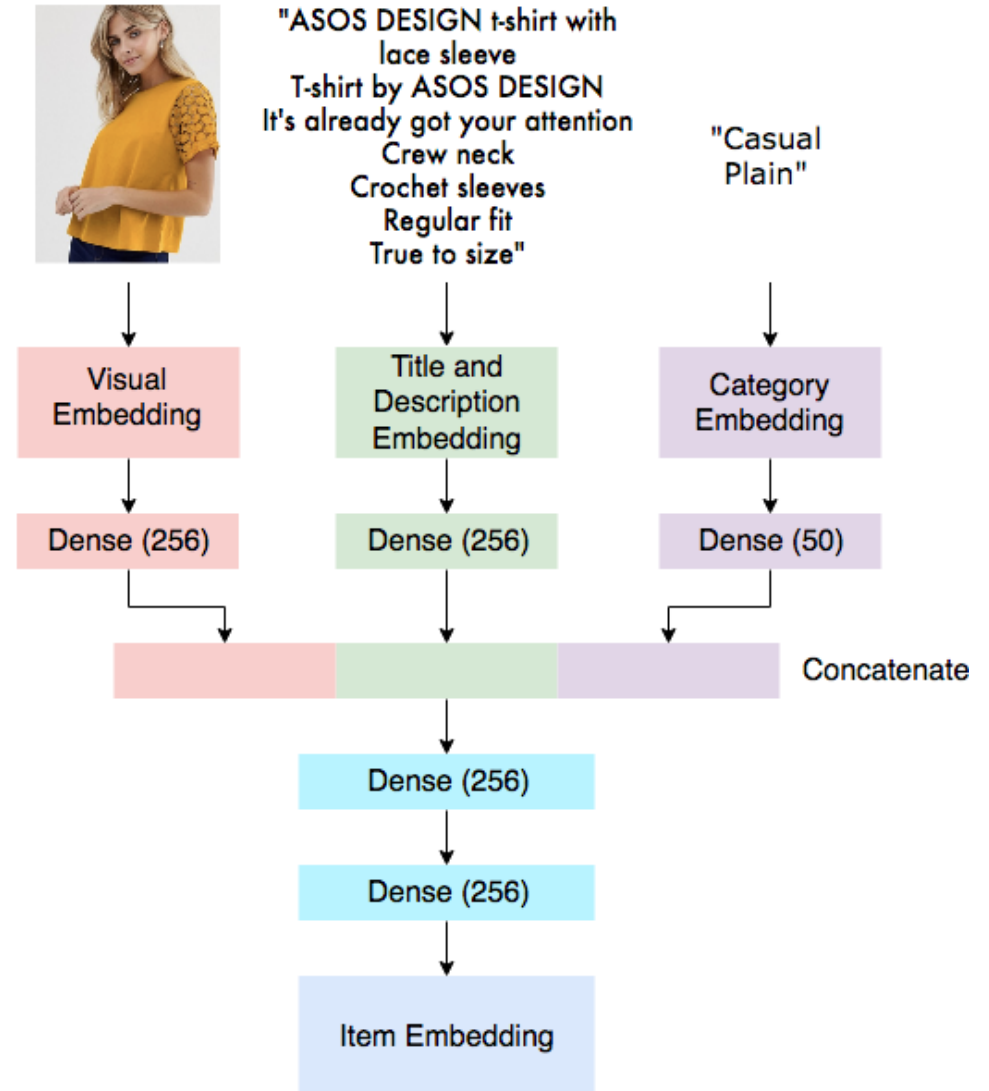 "ASOS DESIGN t-shirt with
lace sleeve
T-shirt by ASOS DESIGN
It's already got your attention
Crew neck
Crochet sleeves
Regular fit
True to size"
"Casual
Plain"
Visual
Embedding
Title and
Description
Embedding
Category
Embedding
Dense (256)
Dense (256)
Dense (50)
Concatenate
Dense (256)
Dense (256)
Item Embedding